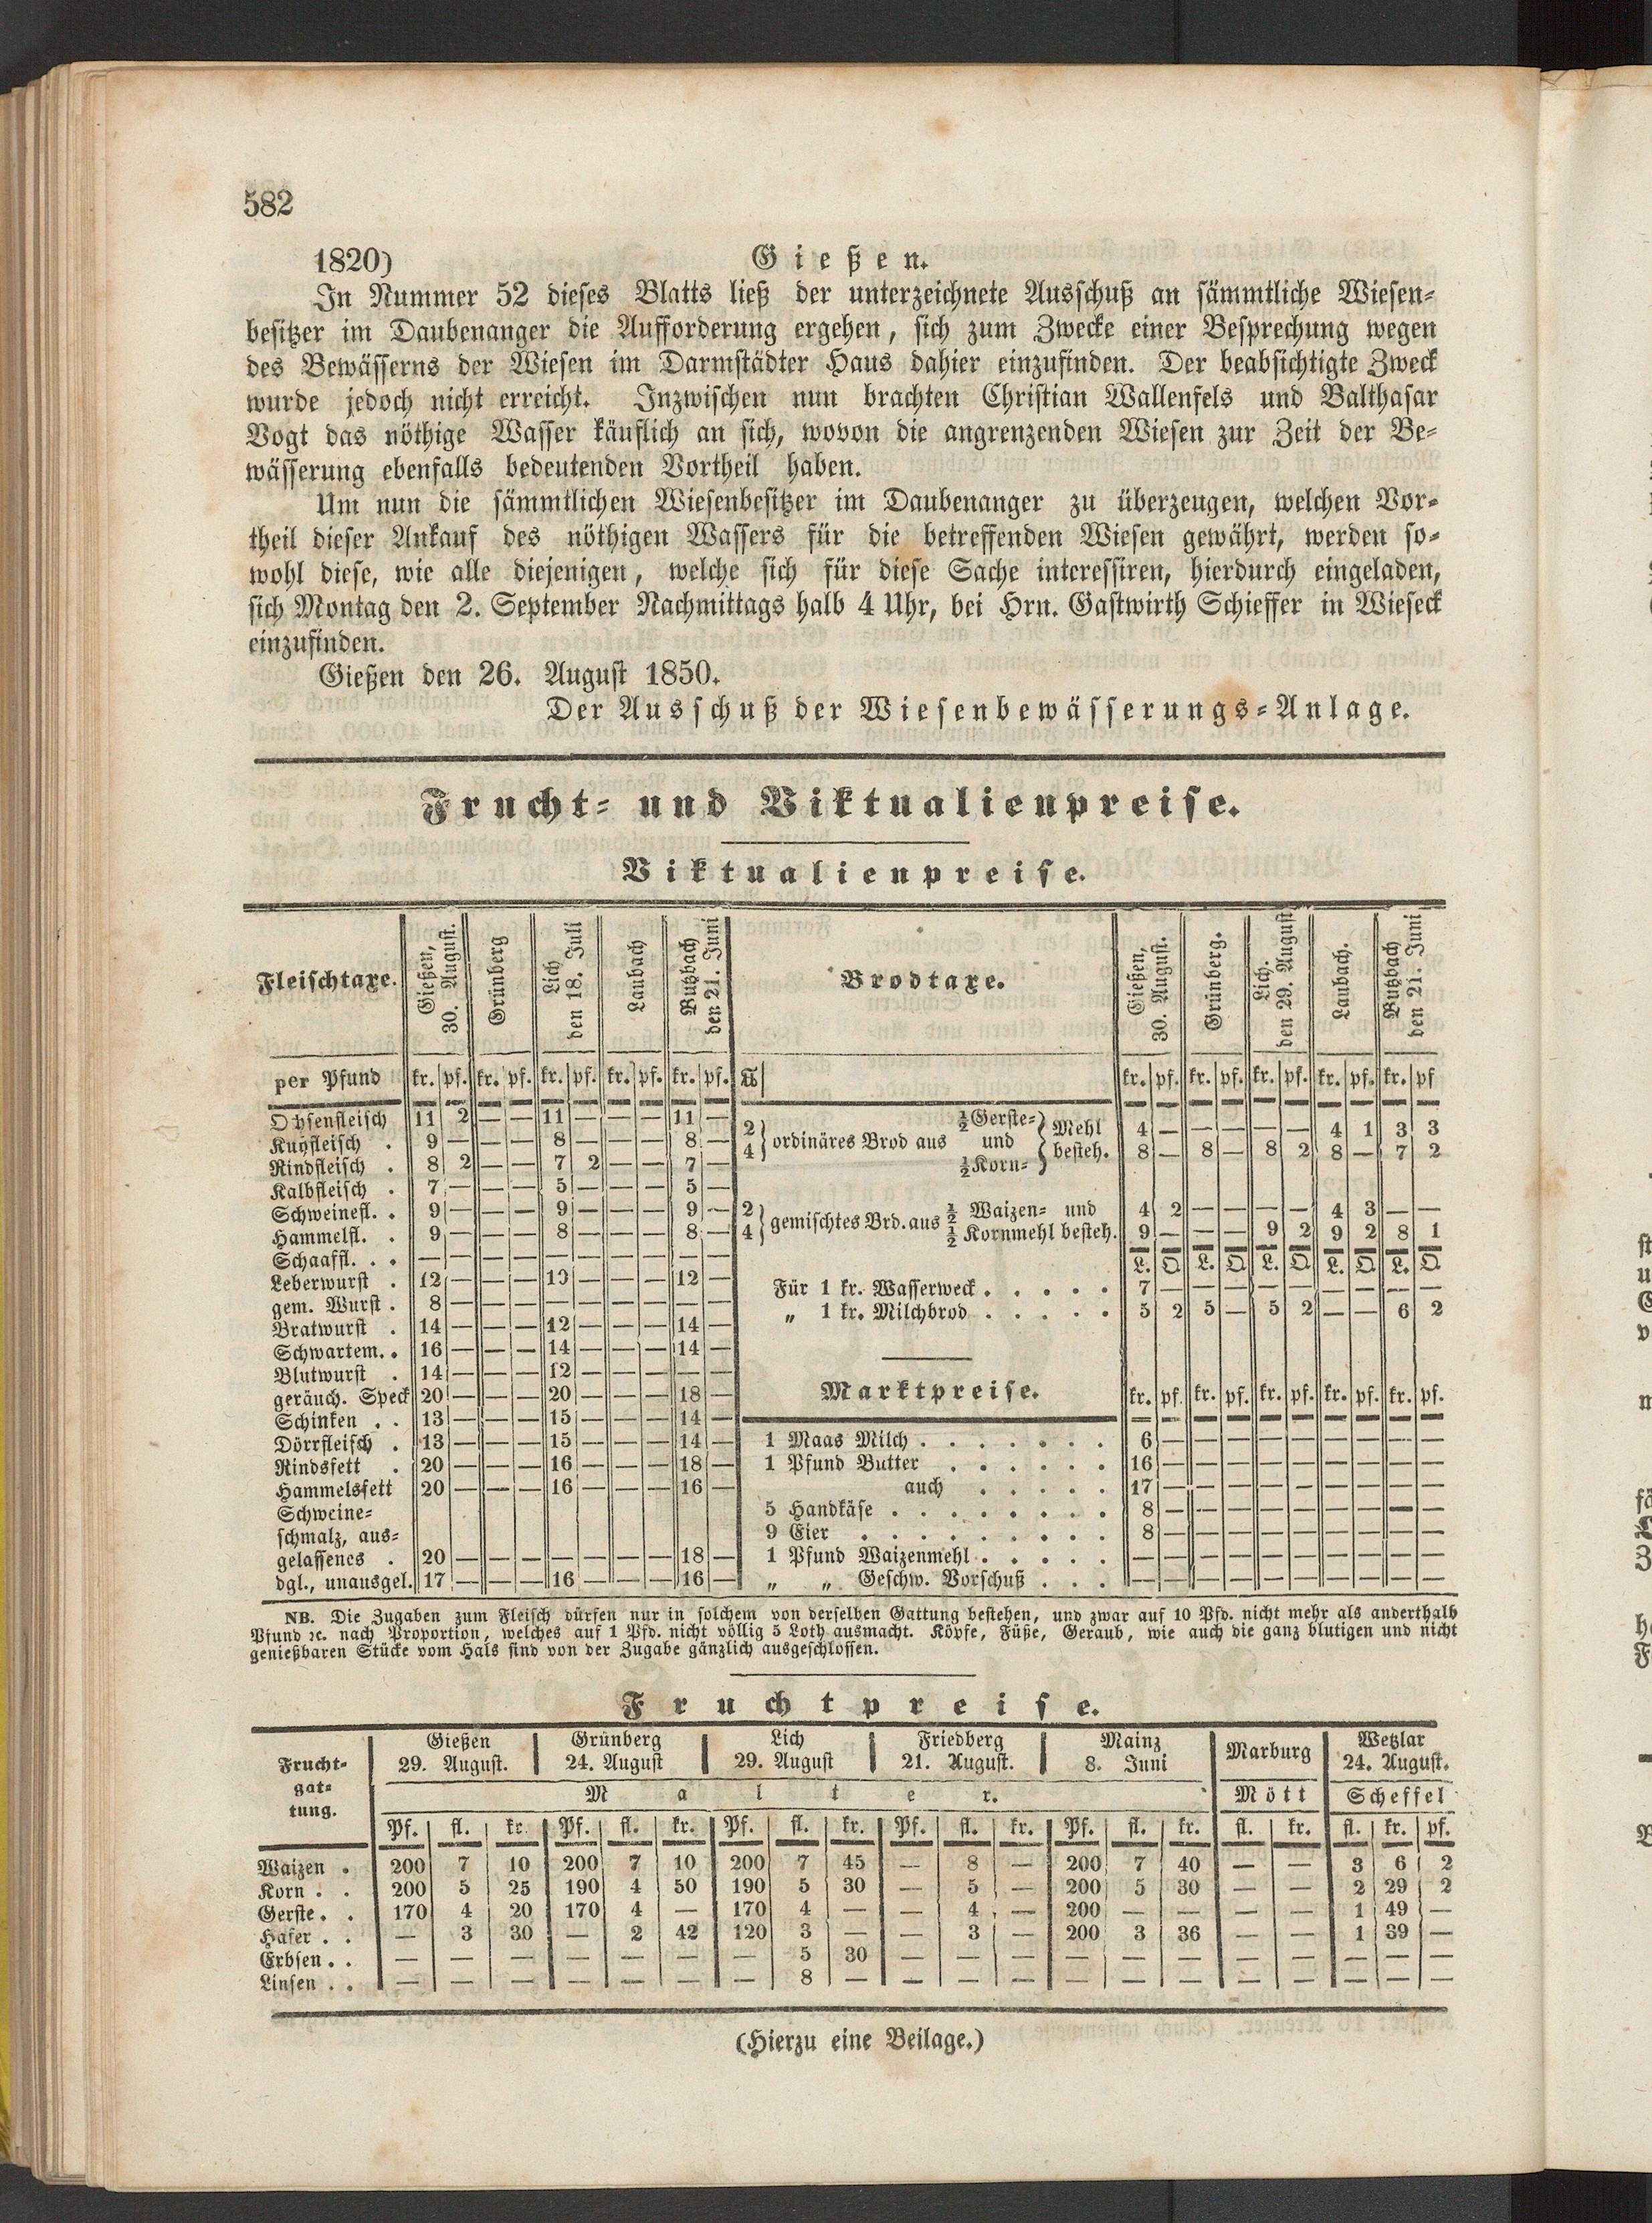 582
1820) Gießen.
In Nummer 52 dieses Blatts ließ der unterzeichnete Ausschuß an sämmtliche Wiesen-
besitzer im Daubenanger die Aufforderung ergehen, sich zum Zwecke einer Besprechung wegen
des Bewässerns der Wiesen im Darmstädter Haus dahier einzufinden. Der beabsichtigte Zweck
wurde jedoch nicht erreicht. Inzwischen nun brachten Christian Wallenfels und Balthasar
Vogt das nöthige Wasser käuflich an sich, wovon die angrenzenden Wiesen zur Zeit der Be-
wässerung ebenfalls bedeutenden Vortheil haben.
Um nun die sämmtlichen Wiesenbesitzer im Daubenanger zu überzeugen, welchen Vor-
theil dieser Ankauf des nöthigen Wassers für die betreffenden Wiesen gewährt, werden so-
wohl diese, wie alle diejenigen, welche sich für diese Sache interessiren, hierdurch eingeladen,
sich Montag den 2. September Nachmittags halb 4 Uhr, bei Hrn. Gastwirth Schieffer in Wieseck
einzufinden.
Gießen den 26. August 1850.
Der Ausschuß der Wiesenbewässerungs-Anlage.
Frucht- und Viktualienpreise.
Viktualienpreise.
Fleischtaxe. Gießen, 30. August. Grünberg Lich den 18. Juli Laubach Butzbach den 21. Juni
per Pfund kr. pf. kr. pf. kr. pf. kr. pf. kr. pf.
Ochsenfleisch 11 2 — — 11 — — — 11 —
Kuhfleisch . 9 — — — 8 — — — 8 —
Rindfleisch . 8 2 — — 7 2 — — 7 —
Kalbfleisch . 7 — — — 5 — — — 5 —
Schweinefl. . 9 — — — 9 — — — 9 —
Hammelfl. . 9 — — — 8 — — — 8 —
Schaaffl. . . — — — — — — — — — —
Leberwurst . 12 — — — 10 — — — 12 —
gem. Wurst . 8 — — — — — — — — —
Bratwurst . 14 — — — 12 — — — 14 —
Schwartem. . 16 — — — 14 — — — 14 —
Blutwurst . 14 — — — 12 — — — — —
geräuch. Speck 20 — — — 20 — — — 18 —
Schinken . . 13 — — — 15 — — — 14 —
Dörrfleisch . 13 — — — 15 — — — 14 —
Rindsfett . 20 — — — 16 — — — 18 —
Hammelsfett 20 — — — 16 — — — 16 —
Schweine-
schmalz, aus-
gelassenes . 20 — — — — — — — 18 —
dgl., unausgel. 17 — — — 16 — — — 16 —
Brodtaxe. Gießen, 30. August. Grünberg. Lich. den 29. August Laubach. Butzbach den 21. Juni
℔ kr. pf. kr. pf. kr. pf. kr. pf. kr. pf
½ Gerste- Mehl
2 ordinäres Brod aus und 4 — — — — — 4 1 3 3
4 ½ Korn- besteh. 8 — 8 — 8 2 8 — 7 2
2 gemischtes Brd. aus ½ Waizen- und 4 2 — — — — 4 3 — —
4 ½ Kornmehl besteh. 9 — — — 9 2 9 2 8 1
L. Q L. Q L. Q L. Q L. Q
Für 1 kr. Wasserweck . . . . . 7 — — — — — — — — —
„ 1 kr. Milchbrod . . . . . 5 2 5 — 5 2 — — 6 2
Marktpreise. kr. pf. kr. pf. kr. pf. kr. pf. kr. pf.
1 Maas Milch . . . . . . . 6 — — — — — — — — —
1 Pfund Butter . . . . . . 16 — — — — — — — — —
auch . . . . . 17 — — — — — — — — —
5 Handkäse . . . . . . . . 8 — — — — — — — — —
9 Eier . . . . . . . . . 8 — — — — — — — — —
1 Pfund Waizenmehl . . . . . — — — — — — — — — —
„ „ Geschw. Vorschuß . . . — — — — — — — — — —
NB. Die Zugaben zum Fleisch dürfen nur in solchem von derselben Gattung bestehen, und zwar auf 10 Pfd. nicht mehr als anderthalb
Pfund ꝛc. nach Proportion, welches auf 1 Pfd. nicht völlig 5 Loth ausmacht. Köpfe, Füße, Geraub, wie auch die ganz blutigen und nicht
genießbaren Stücke vom Hals sind von der Zugabe gänzlich ausgeschlossen.
Fruchtpreise.
Frucht-
gat-
tung.
Gießen 29. August. Grünberg 24. August Lich 29. August Friedberg 21. August. Mainz 8. Juni Marburg Wetzlar 24. August.
Malter. Mött Scheffel
Pf. fl. kr. Pf. fl. kr. Pf. fl. kr. Pf. fl. kr. Pf. fl. kr. fl. kr. fl. kr. pf.
Waizen . 200 7 10 200 7 10 200 7 45 — 8 — 200 7 40 — — 3 6 2
Korn . . 200 5 25 190 4 50 190 5 30 — 5 — 200 5 30 — — 2 29 2
Gerste . . 170 4 20 170 4 — 170 4 — — 4 — 200 — — — — 1 49 —
Hafer . . — 3 30 — 2 42 120 3 — — 3 — 200 3 36 — — 1 39 —
Erbsen . . — — — — — — — 5 30 — — — — — — — — — — —
Linsen . . — — — — — — — 8 — — — — — — — — — — — —
(Hierzu eine Beilage.)